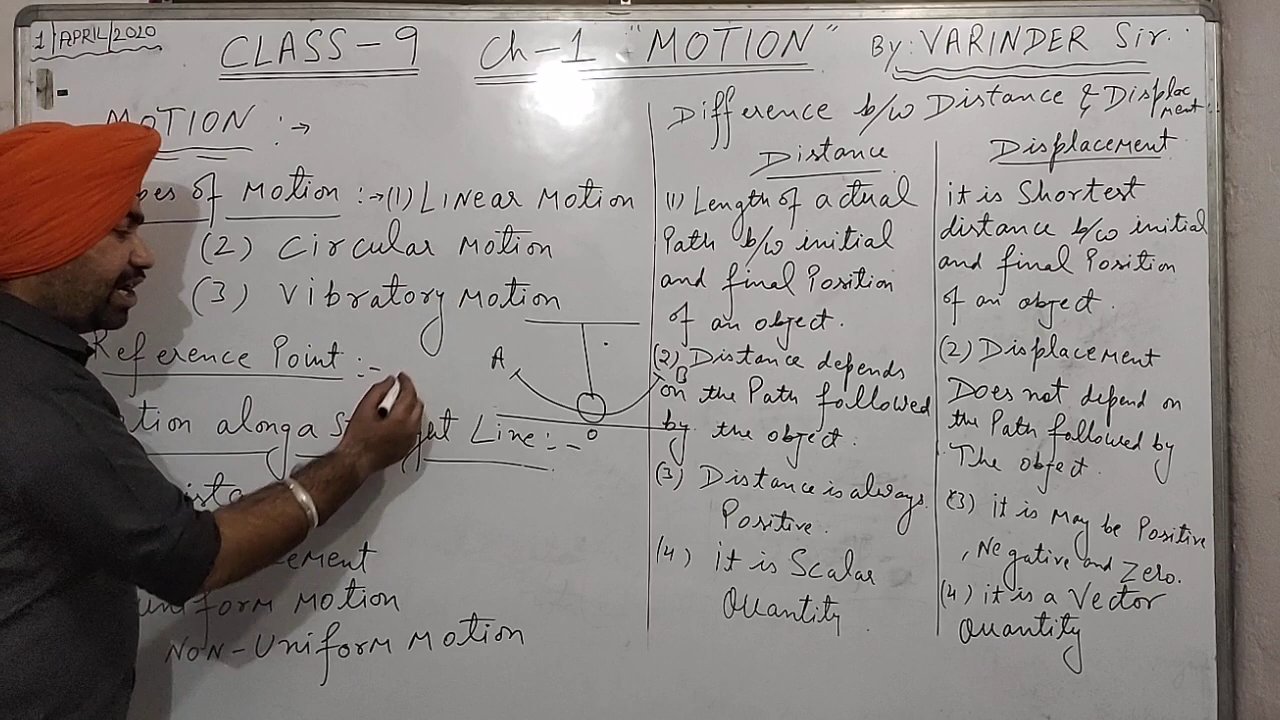 1/APRIL/2020
CLASS-9 Ch-1 "MOTION" By: VARINDER Sir.
MOTION :→
of Motion :→(1) LINear Motion
(2) Circular Motion
(3) Vibratory Motion
Reference Point :-
A
B
O
along a Line :-
uniform Motion
NON-Uniform Motion
Difference b/w Distance & Displacment :
Distance
(1) Length of actual
Path b/w initial
and final Position
of an object.
(2) Distance depends
on the Path followed
by the object.
(3) Distance is always
Positive.
(4) it is Scalar
Quantity
Displacement
it is Shortest
distance b/w initial
and final Position
of an object.
(2) Displacement
Does not depend on
the Path followed by
The object.
(3) it is may be Positive
, Negative and Zero.
(4) it is a Vector
Quantity